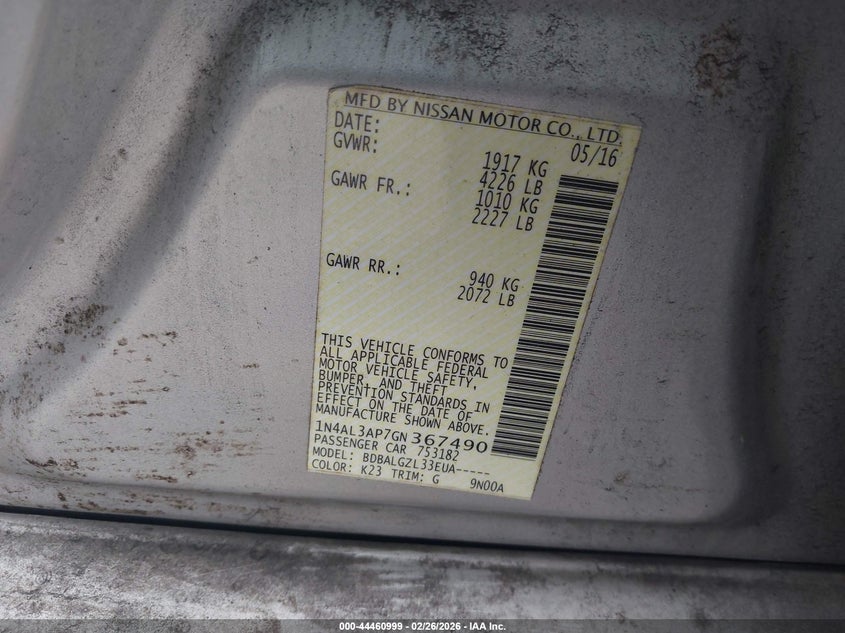 MFD BY NISSAN MOTOR CO., LTD.
DATE: 05/16
GVWR: 1917 KG
4226 LB
GAWR FR.: 1010 KG
2227 LB
GAWR RR.: 940 KG
2072 LB
THIS VEHICLE CONFORMS TO
ALL APPLICABLE FEDERAL
MOTOR VEHICLE SAFETY,
BUMPER, AND THEFT
PREVENTION STANDARDS IN
EFFECT ON THE DATE OF
MANUFACTURE SHOWN ABOVE.
1N4AL3AP7GN367490
PASSENGER CAR 753182
MODEL: BDBALGZL33EUA-----
COLOR: K23 TRIM: G 9N00A
000-44460999 — 02/26/2026 — IAA Inc.